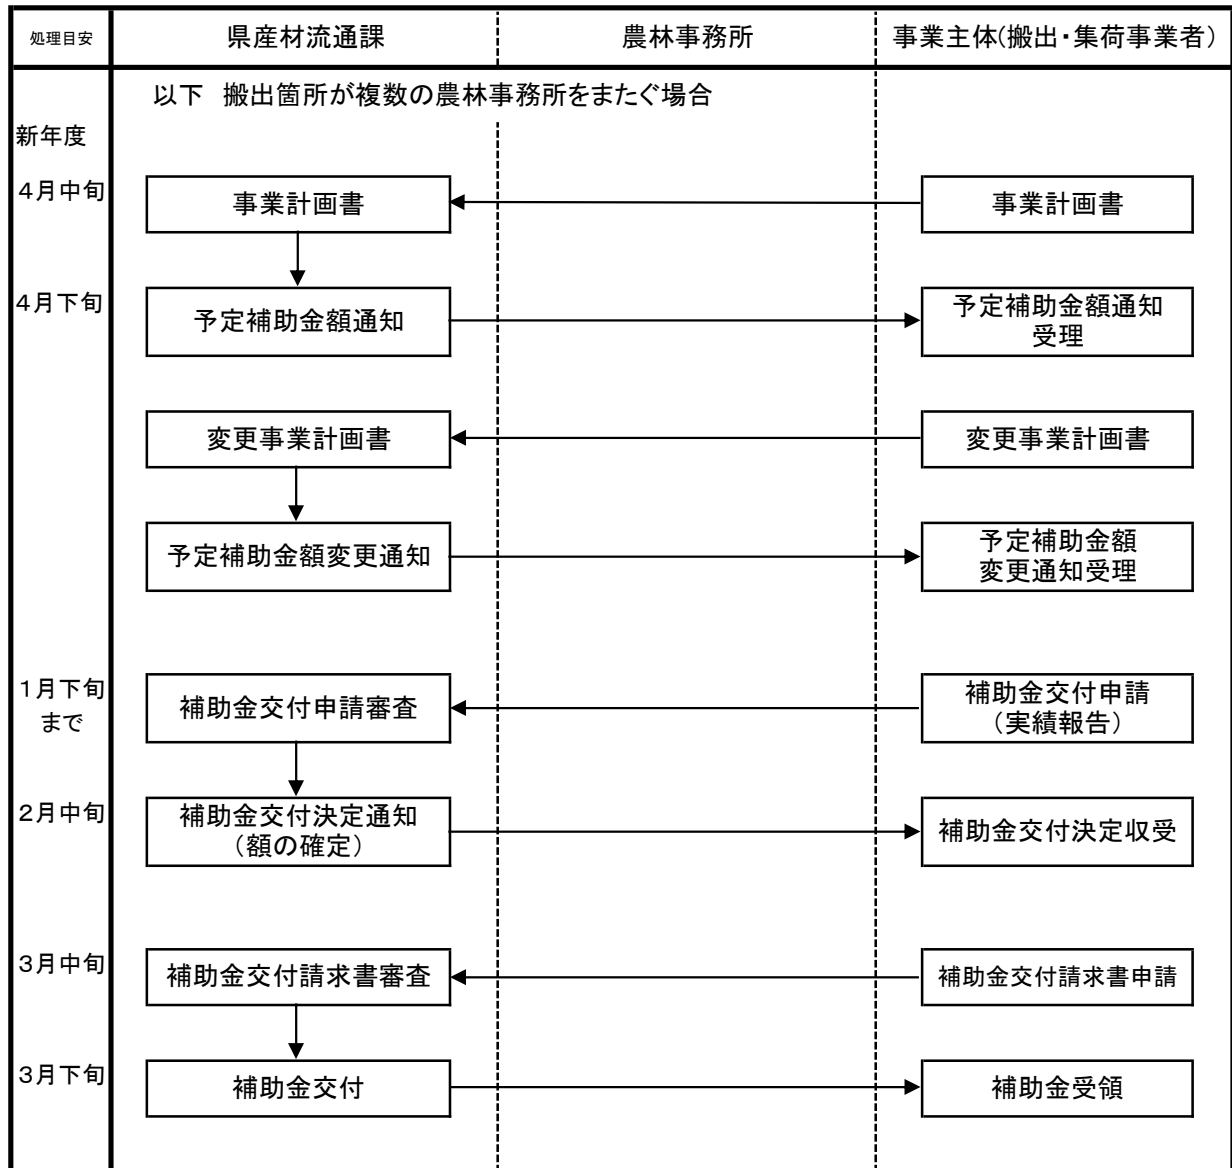 処理目安
県産材流通課
農林事務所
事業主体(搬出・集荷事業者)
以下 搬出箇所が複数の農林事務所をまたぐ場合
新年度
4月中旬
事業計画書
事業計画書
4月下旬
予定補助金額通知
予定補助金額通知
受理
変更事業計画書
変更事業計画書
予定補助金額変更通知
予定補助金額
変更通知受理
1月下旬
まで
補助金交付申請審査
補助金交付申請
(実績報告)
2月中旬
補助金交付決定通知
(額の確定)
補助金交付決定収受
3月中旬
補助金交付請求書審査
補助金交付請求書申請
3月下旬
補助金交付
補助金受領